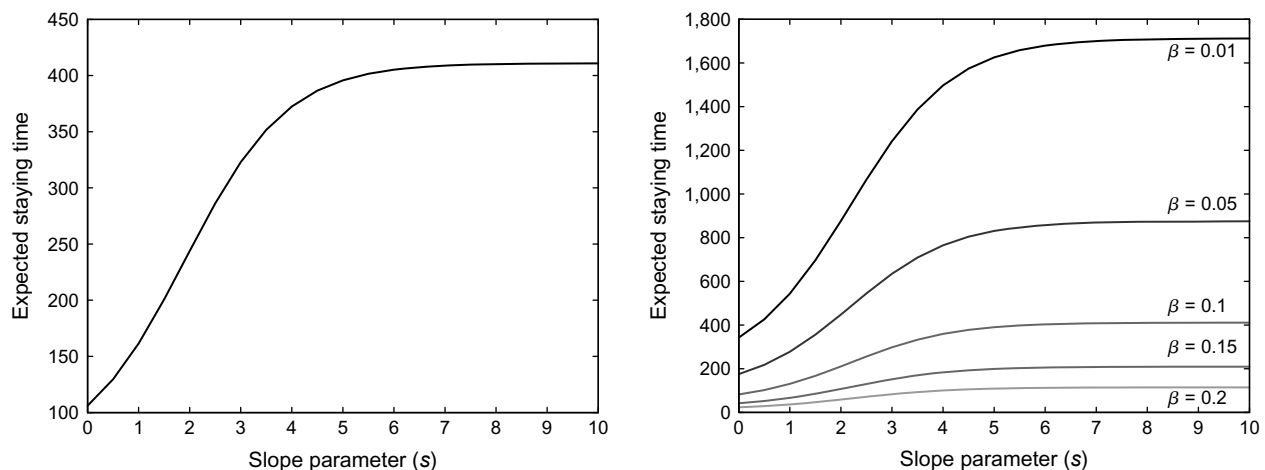 450
400
350
300
250
200
150
100
Expected staying time
0 1 2 3 4 5 6 7 8 9 10
Slope parameter (s)
1,800
1,600
1,400
1,200
1,000
800
600
400
200
0
Expected staying time
β = 0.01
β = 0.05
β = 0.1
β = 0.15
β = 0.2
0 1 2 3 4 5 6 7 8 9 10
Slope parameter (s)